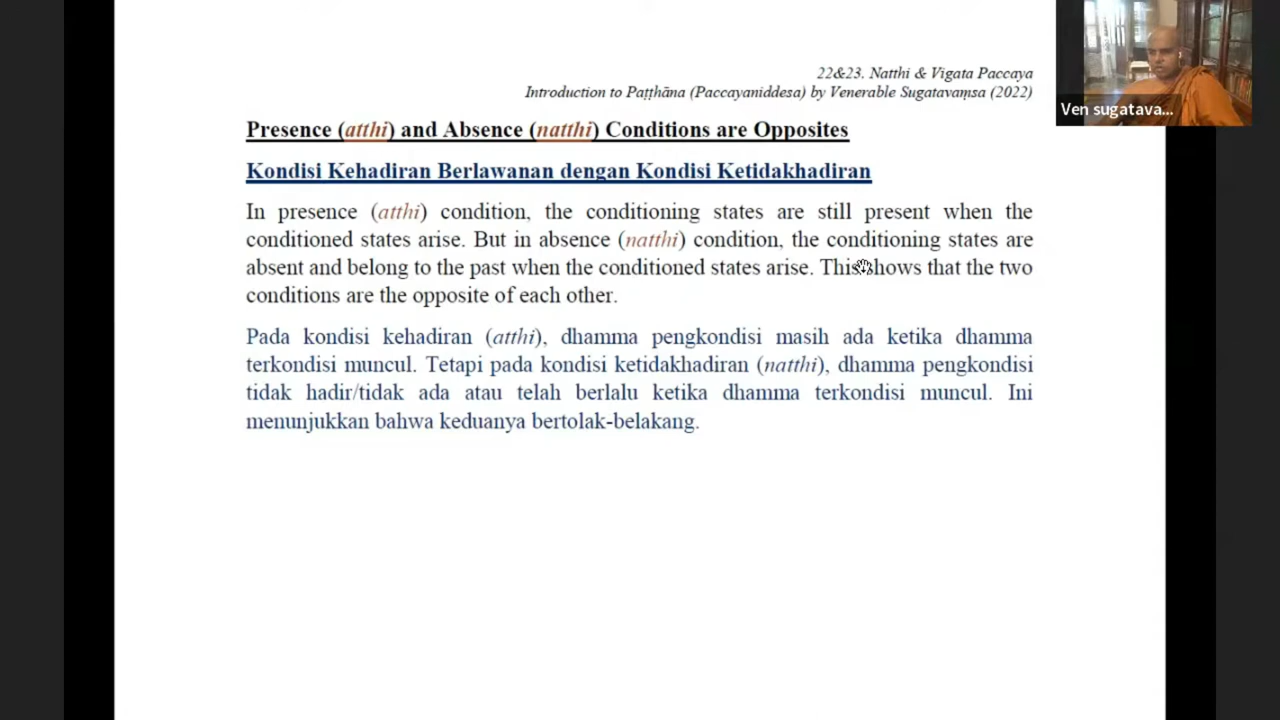 22&23. Natthi & Vigata Paccaya
Introduction to Paṭṭhāna (Paccayaniddesa) by Venerable Sugatavaṃsa (2022)
Ven sugatava...
Presence (atthi) and Absence (natthi) Conditions are Opposites
Kondisi Kehadiran Berlawanan dengan Kondisi Ketidakhadiran
In presence (atthi) condition, the conditioning states are still present when the
conditioned states arise. But in absence (natthi) condition, the conditioning states are
absent and belong to the past when the conditioned states arise. This shows that the two
conditions are the opposite of each other.
Pada kondisi kehadiran (atthi), dhamma pengkondisi masih ada ketika dhamma
terkondisi muncul. Tetapi pada kondisi ketidakhadiran (natthi), dhamma pengkondisi
tidak hadir/tidak ada atau telah berlalu ketika dhamma terkondisi muncul. Ini
menunjukkan bahwa keduanya bertolak-belakang.